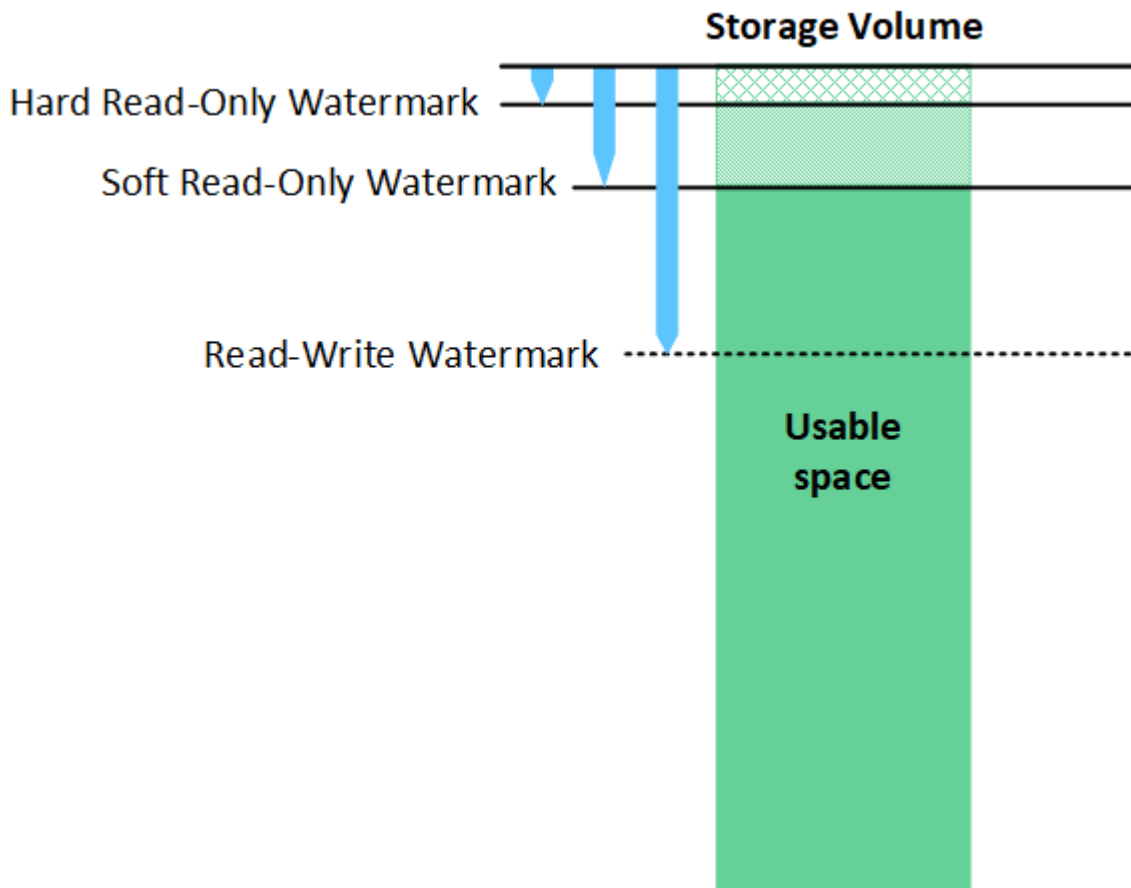 Storage Volume
Hard Read-Only Watermark
Soft Read-Only Watermark
Read-Write Watermark
Usable
space